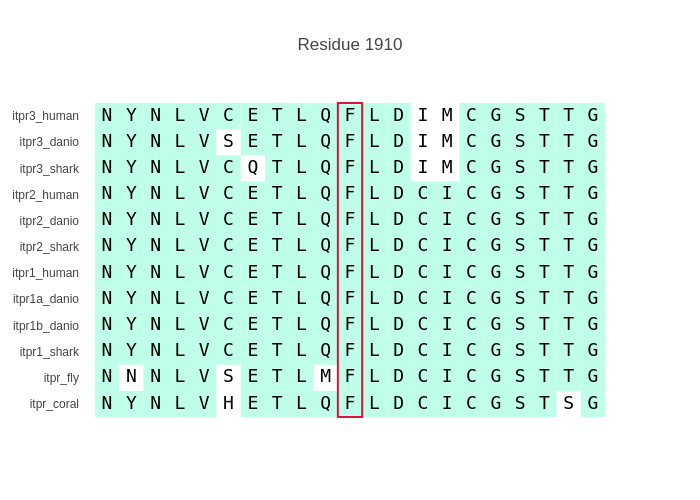 Residue 1910
itpr3_human N Y N L V C E T L Q F L D I M C G S T T G
itpr3_danio N Y N L V S E T L Q F L D I M C G S T T G
itpr3_shark N Y N L V C Q T L Q F L D I M C G S T T G
itpr2_human N Y N L V C E T L Q F L D C I C G S T T G
itpr2_danio N Y N L V C E T L Q F L D C I C G S T T G
itpr2_shark N Y N L V C E T L Q F L D C I C G S T T G
itpr1_human N Y N L V C E T L Q F L D C I C G S T T G
itpr1a_danio N Y N L V C E T L Q F L D C I C G S T T G
itpr1b_danio N Y N L V C E T L Q F L D C I C G S T T G
itpr1_shark N Y N L V C E T L Q F L D C I C G S T T G
itpr_fly N N N L V S E T L M F L D C I C G S T T G
itpr_coral N Y N L V H E T L Q F L D C I C G S T S G